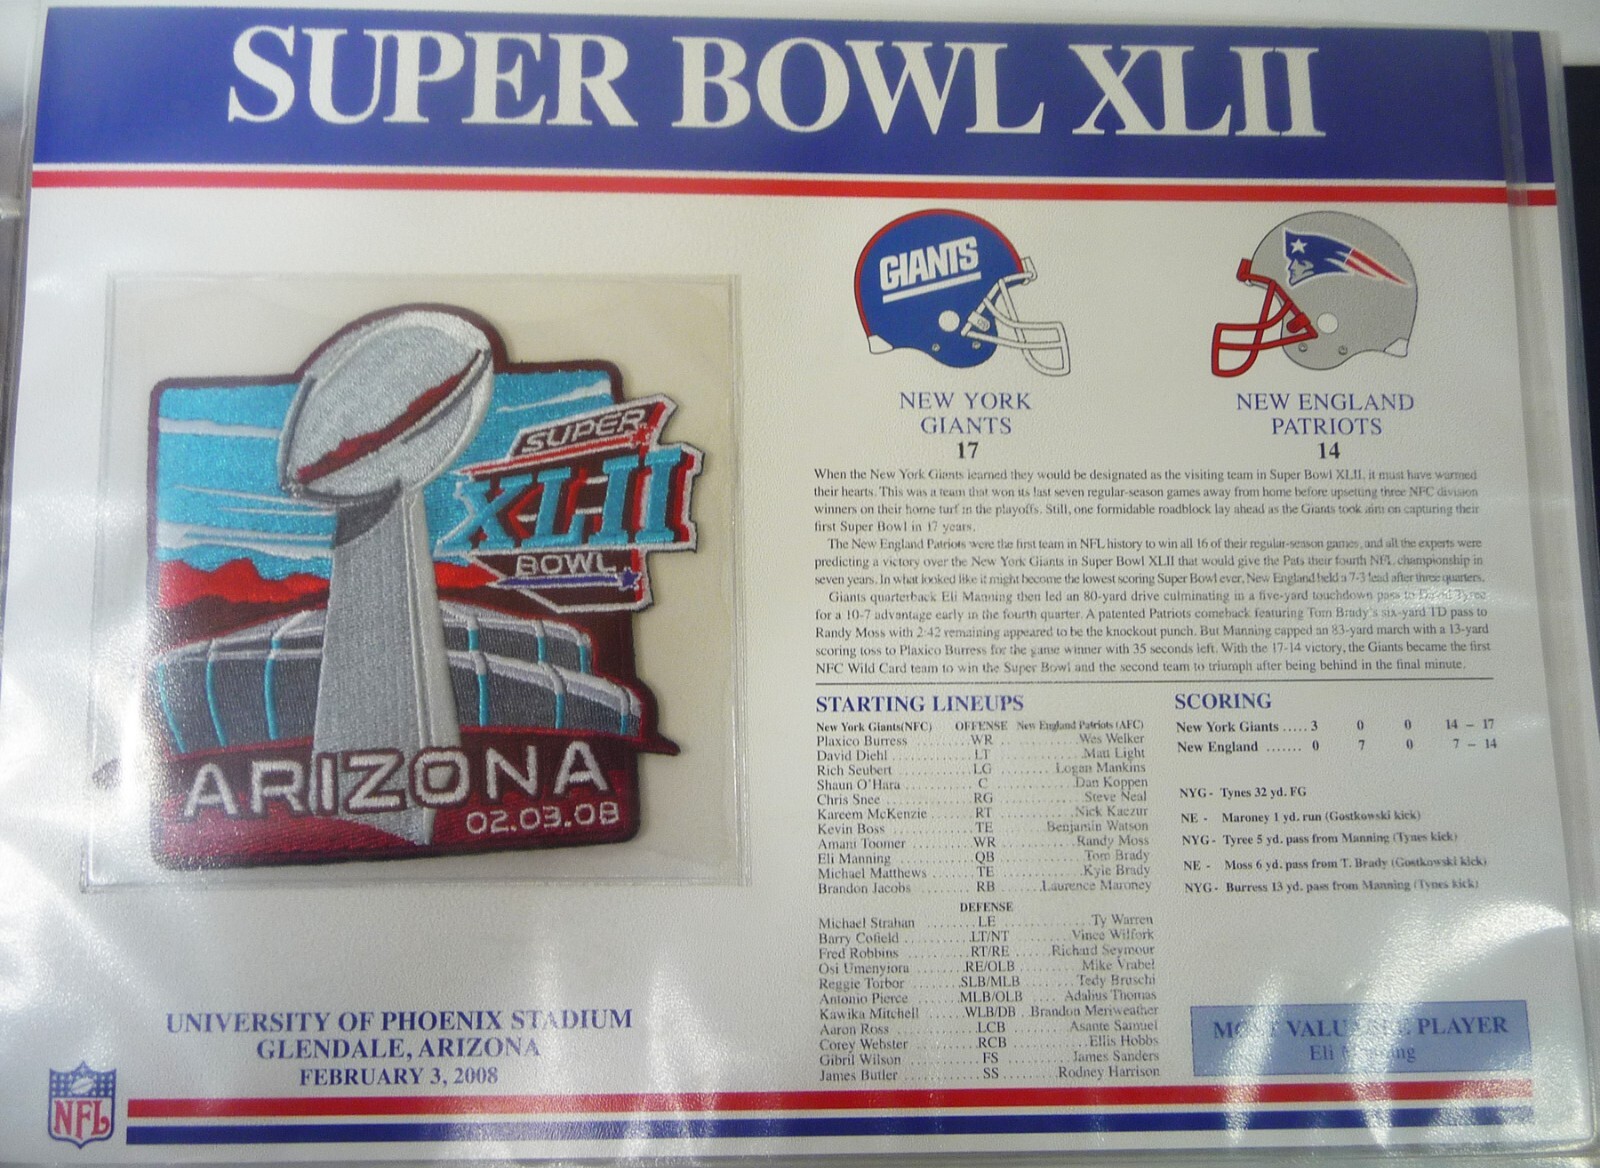 SUPER BOWL XLII
GIANTS
NEW YORK
GIANTS
17
NEW ENGLAND
PATRIOTS
14
SUPER
XLII
BOWL
ARIZONA
02.03.08
When the New York Giants learned they would be designated as the visiting team in Super Bowl XLII, it must have warmed
their hearts. This was a team that won its last seven regular-season games away from home before upsetting three NFC division
winners on their home turf in the playoffs. Still, one formidable roadblock lay ahead as the Giants took aim on capturing their
first Super Bowl in 17 years.
The New England Patriots were the first team in NFL history to win all 16 of their regular-season games, and all the experts were
predicting a victory over the New York Giants in Super Bowl XLII that would give the Pats their fourth NFL championship in
seven years. In what looked like it might become the lowest scoring Super Bowl ever, New England held a 7-3 lead after three quarters.
Giants quarterback Eli Manning then led an 80-yard drive culminating in a five-yard touchdown pass to David Tyree
for a 10-7 advantage early in the fourth quarter. A patented Patriots comeback featuring Tom Brady's six-yard TD pass to
Randy Moss with 2:42 remaining appeared to be the knockout punch. But Manning capped an 83-yard march with a 13-yard
scoring toss to Plaxico Burress for the game winner with 35 seconds left. With the 17-14 victory, the Giants became the first
NFC Wild Card team to win the Super Bowl and the second team to triumph after being behind in the final minute.
STARTING LINEUPS
New York Giants(NFC) OFFENSE New England Patriots (AFC)
Plaxico Burress ........ WR .. ........ Wes Welker
David Diehl ............ LT ............ Matt Light
Rich Seubert ........... LG ........ Logan Mankins
Shaun O'Hara .......... C .......... Dan Koppen
Chris Snee ............. RG .......... Steve Neal
Kareem McKenzie ...... RT ........ Nick Kaczur
Kevin Boss ............. TE ...... Benjamin Watson
Amani Toomer .......... WR ........ Randy Moss
Eli Manning ............ QB .......... Tom Brady
Michael Matthews ...... TE .......... Kyle Brady
Brandon Jacobs ........ RB ...... Laurence Maroney
DEFENSE
Michael Strahan ........ LE ............ Ty Warren
Barry Cofield .......... LT/NT ........ Vince Wilfork
Fred Robbins .......... RT/RE ..... Richard Seymour
Osi Umenyiora ........ RE/OLB ........ Mike Vrabel
Reggie Torbor ........ SLB/MLB ....... Tedy Bruschi
Antonio Pierce ....... MLB/OLB .... Adalius Thomas
Kawika Mitchell ...... WLB/DB .. Brandon Meriweather
Aaron Ross ............ LCB ........ Asante Samuel
Corey Webster ......... RCB .......... Ellis Hobbs
Gibril Wilson .......... FS ........ James Sanders
James Butler ........... SS ....... Rodney Harrison
SCORING
New York Giants ..... 3 0 0 14 – 17
New England ....... 0 7 0 7 – 14
NYG - Tynes 32 yd. FG
NE - Maroney 1 yd. run (Gostkowski kick)
NYG - Tyree 5 yd. pass from Manning (Tynes kick)
NE - Moss 6 yd. pass from T. Brady (Gostkowski kick)
NYG - Burress 13 yd. pass from Manning (Tynes kick)
MOST VALUABLE PLAYER
Eli Manning
UNIVERSITY OF PHOENIX STADIUM
GLENDALE, ARIZONA
FEBRUARY 3, 2008
NFL